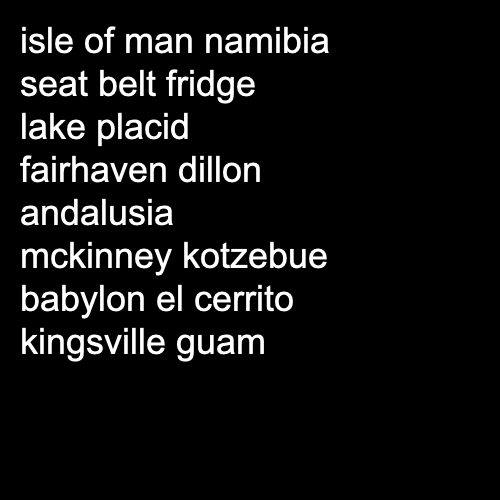 isle of man namibia
seat belt fridge
lake placid
fairhaven dillon
andalusia
mckinney kotzebue
babylon el cerrito
kingsville guam